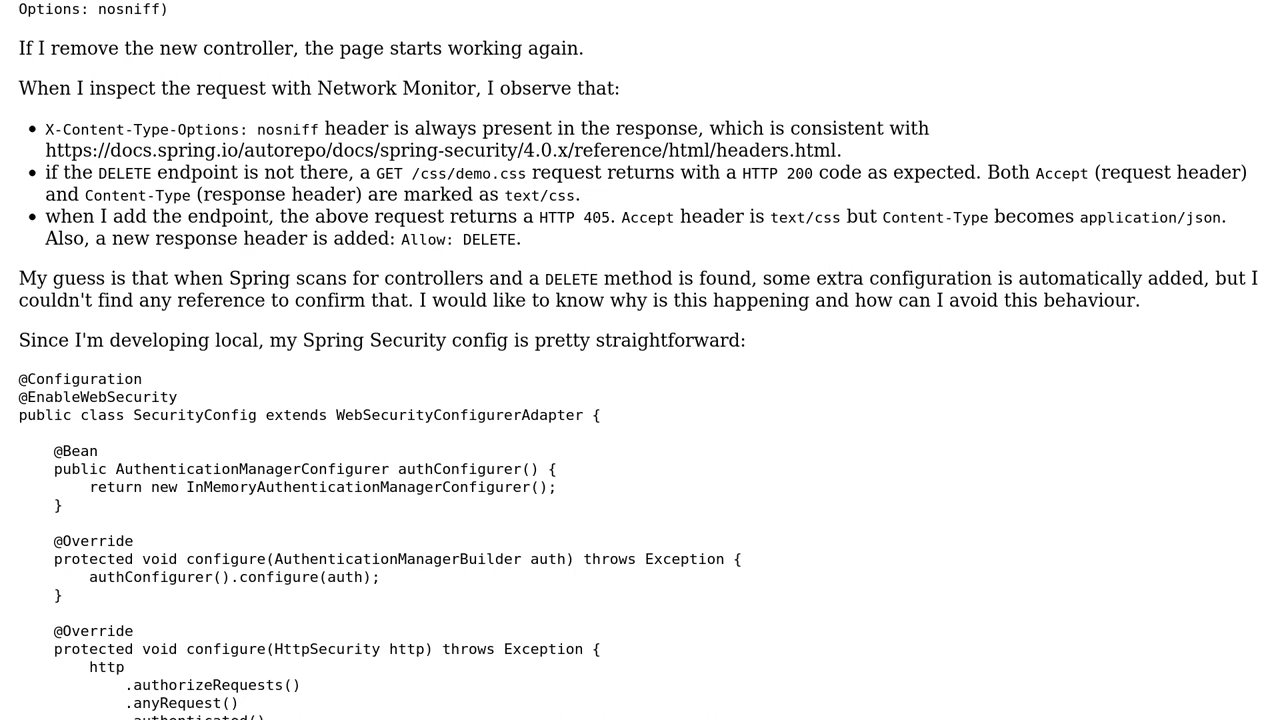 Options: nosniff)
If I remove the new controller, the page starts working again.
When I inspect the request with Network Monitor, I observe that:
• X-Content-Type-Options: nosniff header is always present in the response, which is consistent with
https://docs.spring.io/autorepo/docs/spring-security/4.0.x/reference/html/headers.html.
• if the DELETE endpoint is not there, a GET /css/demo.css request returns with a HTTP 200 code as expected. Both Accept (request header)
and Content-Type (response header) are marked as text/css.
• when I add the endpoint, the above request returns a HTTP 405. Accept header is text/css but Content-Type becomes application/json.
Also, a new response header is added: Allow: DELETE.
My guess is that when Spring scans for controllers and a DELETE method is found, some extra configuration is automatically added, but I
couldn't find any reference to confirm that. I would like to know why is this happening and how can I avoid this behaviour.
Since I'm developing local, my Spring Security config is pretty straightforward:
@Configuration
@EnableWebSecurity
public class SecurityConfig extends WebSecurityConfigurerAdapter {
    @Bean
    public AuthenticationManagerConfigurer authConfigurer() {
        return new InMemoryAuthenticationManagerConfigurer();
    }
    @Override
    protected void configure(AuthenticationManagerBuilder auth) throws Exception {
        authConfigurer().configure(auth);
    }
    @Override
    protected void configure(HttpSecurity http) throws Exception {
        http
            .authorizeRequests()
            .anyRequest()
            .authenticated()